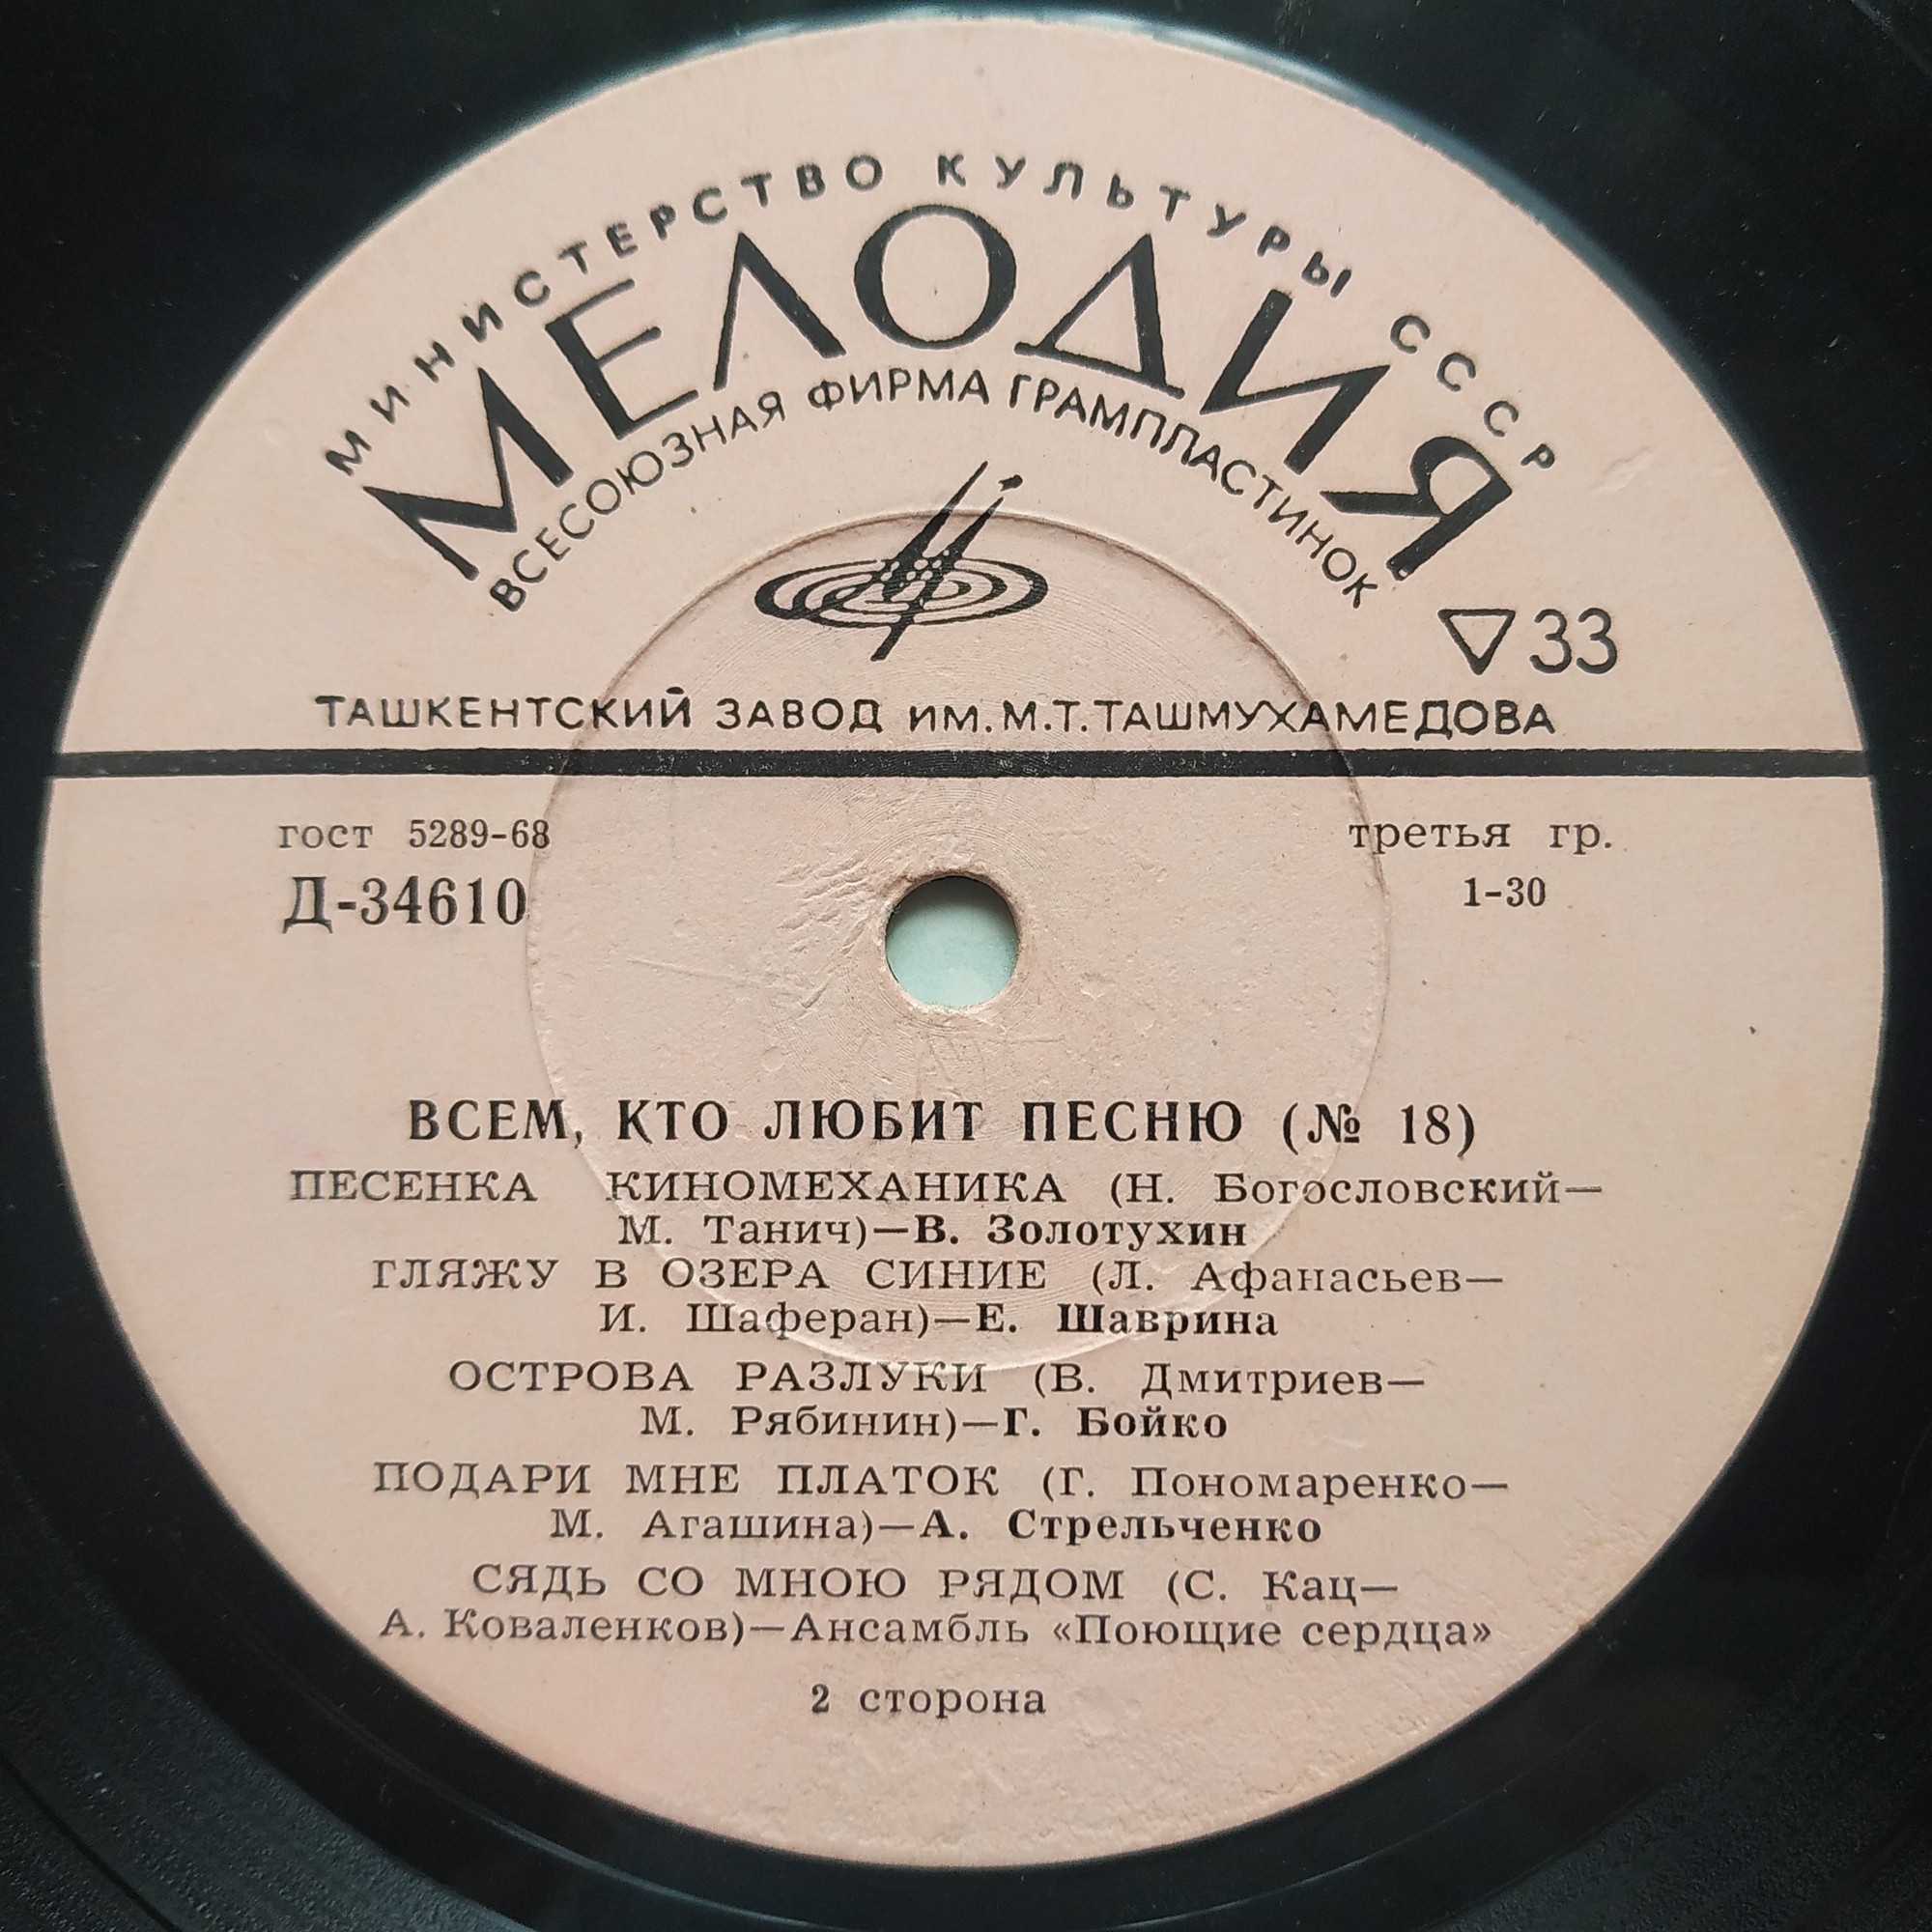 МИНИСТЕРСТВО КУЛЬТУРЫ СССР
МЕЛОДИЯ
ВСЕСОЮЗНАЯ ФИРМА ГРАМПЛАСТИНОК
▽33
ТАШКЕНТСКИЙ ЗАВОД ИМ. М.Т. ТАШМУХАМЕДОВА
гост 5289-68
третья гр.
Д-34610
1-30
ВСЕМ, КТО ЛЮБИТ ПЕСНЮ (№ 18)
ПЕСЕНКА КИНОМЕХАНИКА (Н. Богословский—
М. Танич)—В. Золотухин
ГЛЯЖУ В ОЗЕРА СИНИЕ (Л. Афанасьев—
И. Шаферан)—Е. Шаврина
ОСТРОВА РАЗЛУКИ (В. Дмитриев—
М. Рябинин)—Г. Бойко
ПОДАРИ МНЕ ПЛАТОК (Г. Пономаренко—
М. Агашина)—А. Стрельченко
СЯДЬ СО МНОЮ РЯДОМ (С. Кац—
А. Коваленков)—Ансамбль «Поющие сердца»
2 сторона